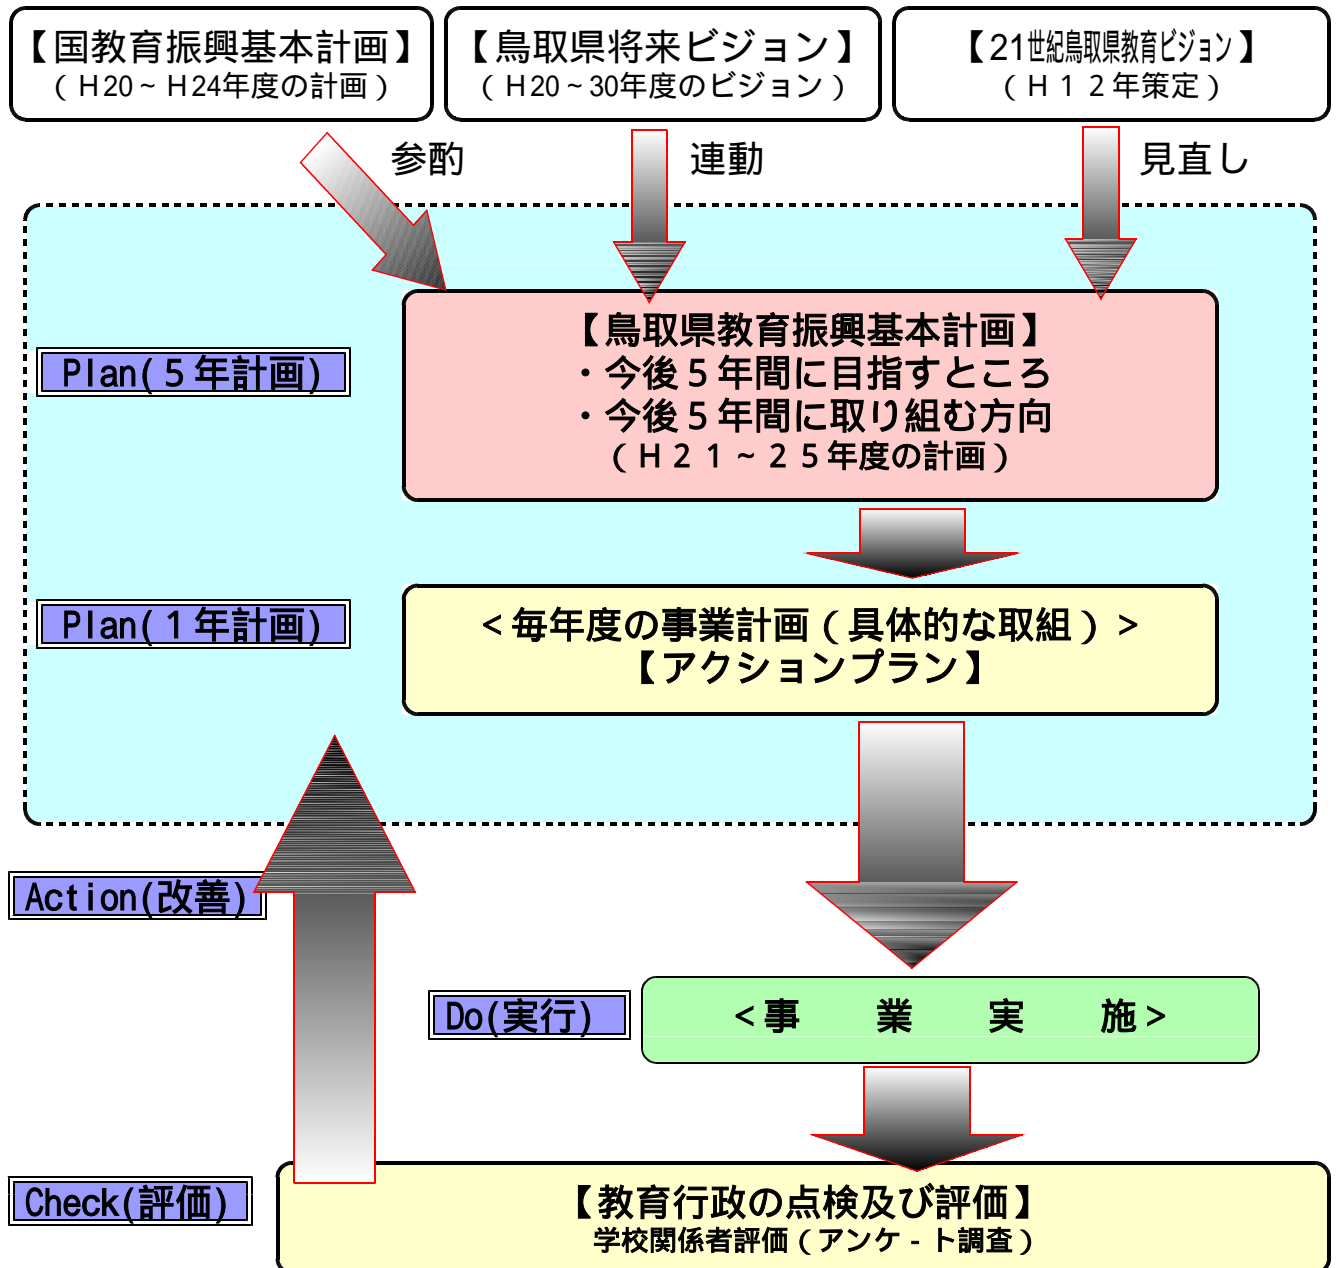 【国教育振興基本計画】
（H20～H24年度の計画）
【鳥取県将来ビジョン】
（H20～30年度のビジョン）
【21世紀鳥取県教育ビジョン】
（H１２年策定）
参酌
連動
見直し
Plan(５年計画)
【鳥取県教育振興基本計画】
・今後５年間に目指すところ
・今後５年間に取り組む方向
（H２１～２５年度の計画）
Plan(１年計画)
＜毎年度の事業計画（具体的な取組）＞
【アクションプラン】
Action(改善)
Do(実行)
＜事　業　実　施＞
Check(評価)
【教育行政の点検及び評価】
学校関係者評価（アンケ－ト調査）